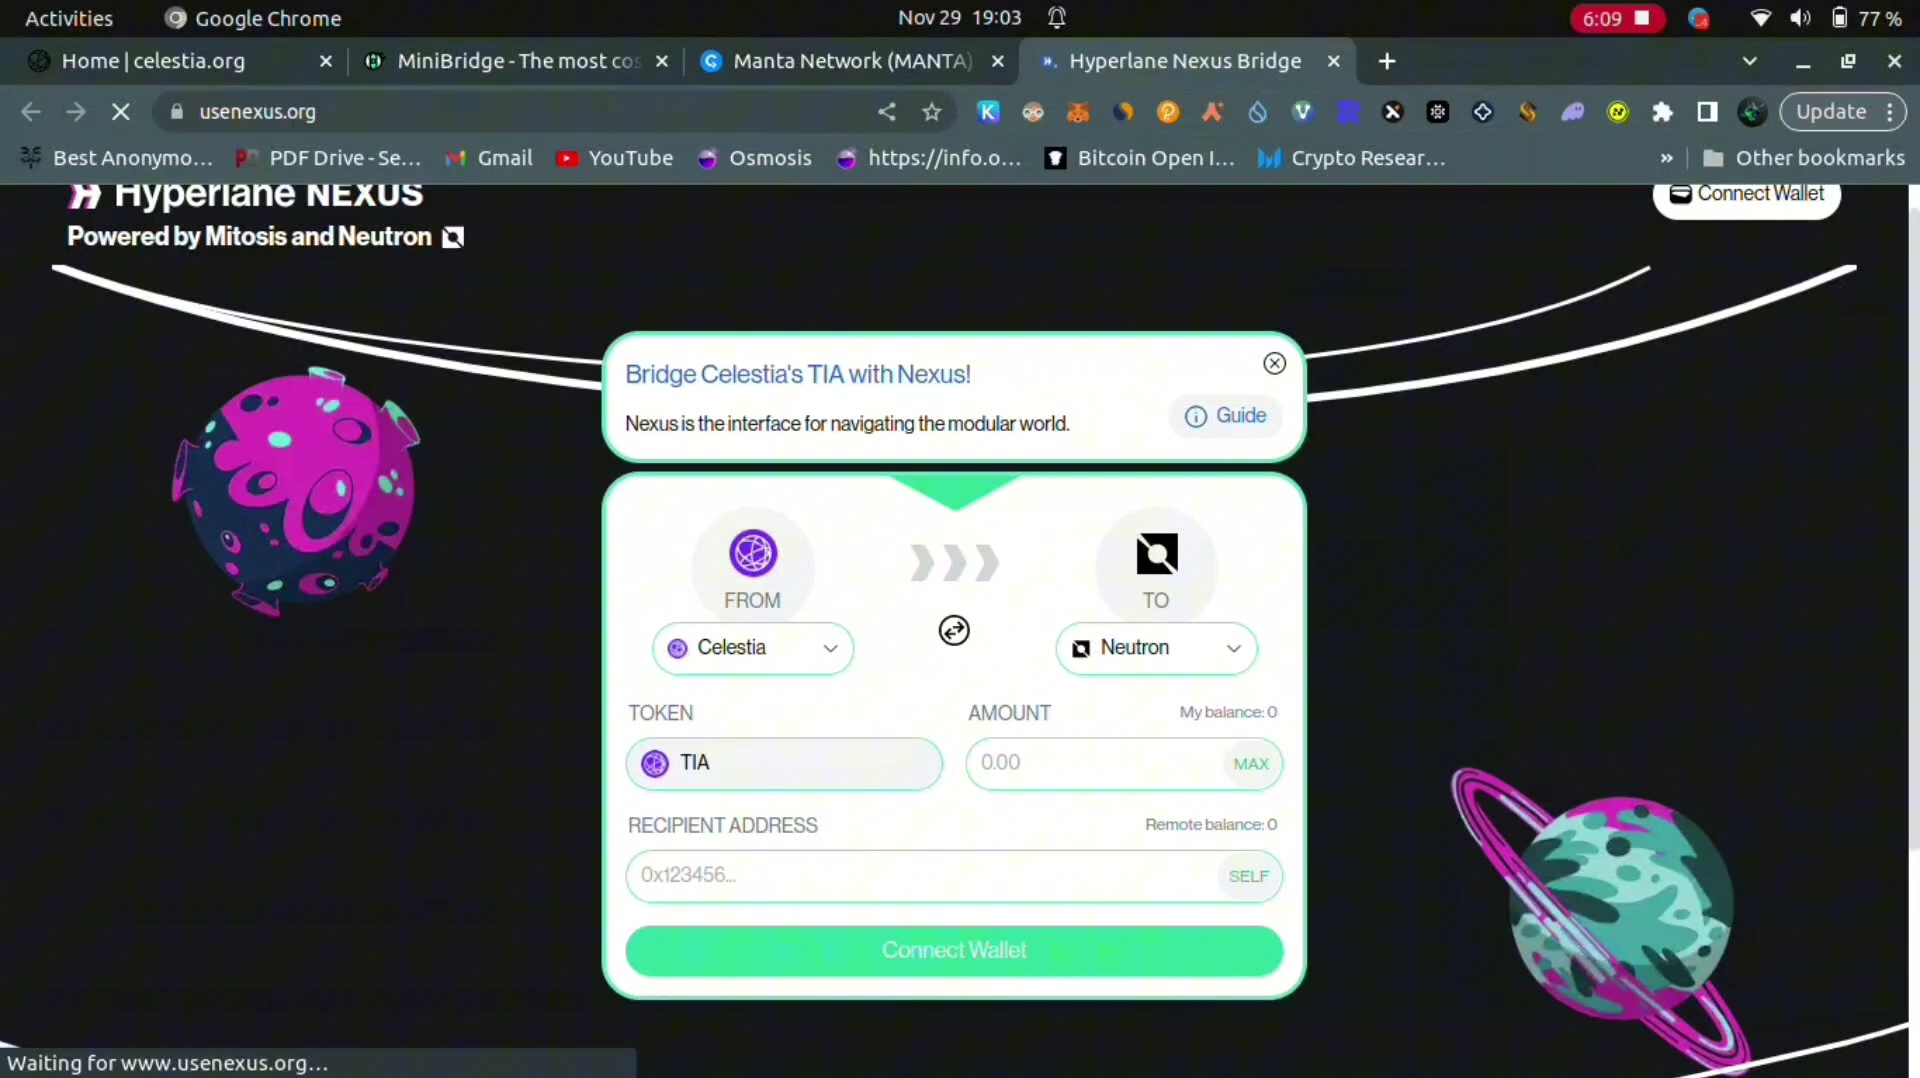 Activities Google Chrome Nov 29 19:03 6:09 77 %
Home | celestia.org MiniBridge - The most cos Manta Network (MANTA) Hyperlane Nexus Bridge
usenexus.org Update
Best Anonymo... PDF Drive - Se... Gmail YouTube Osmosis https://info.o... Bitcoin Open I... Crypto Resear... » Other bookmarks
Hyperlane NEXUS Connect Wallet
Powered by Mitosis and Neutron
Bridge Celestia's TIA with Nexus!
Nexus is the interface for navigating the modular world. Guide
FROM TO
Celestia Neutron
TOKEN AMOUNT My balance: 0
TIA 0.00 MAX
RECIPIENT ADDRESS Remote balance: 0
0x123456... SELF
Connect Wallet
Waiting for www.usenexus.org...